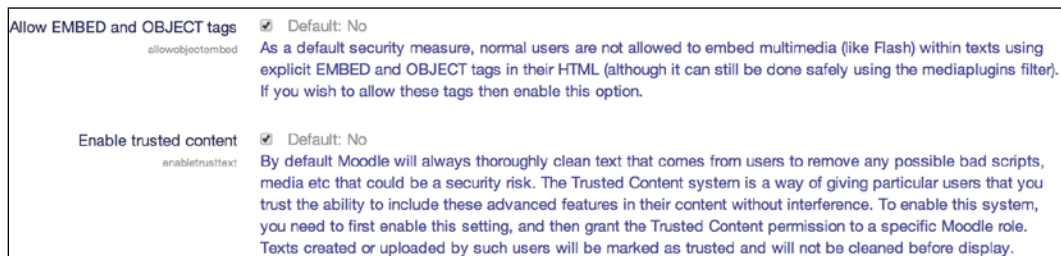 Allow EMBED and OBJECT tags Default: No
allowobjectembed
As a default security measure, normal users are not allowed to embed multimedia (like Flash) within texts using
explicit EMBED and OBJECT tags in their HTML (although it can still be done safely using the mediaplugins filter).
If you wish to allow these tags then enable this option.
Enable trusted content Default: No
enabletrusttext
By default Moodle will always thoroughly clean text that comes from users to remove any possible bad scripts,
media etc that could be a security risk. The Trusted Content system is a way of giving particular users that you
trust the ability to include these advanced features in their content without interference. To enable this system,
you need to first enable this setting, and then grant the Trusted Content permission to a specific Moodle role.
Texts created or uploaded by such users will be marked as trusted and will not be cleaned before display.